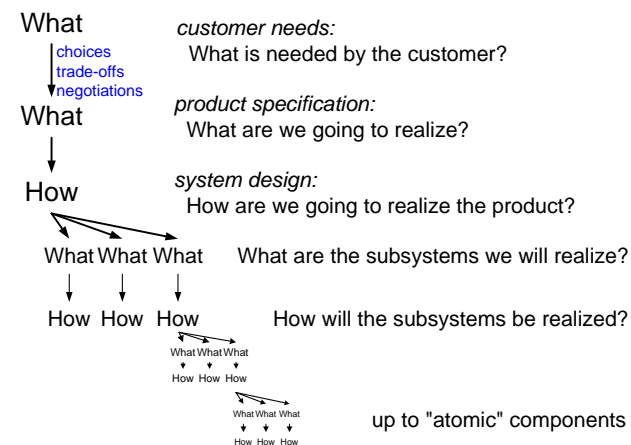 What
customer needs:
What is needed by the customer?
choices
trade-offs
negotiations
What
product specification:
What are we going to realize?
How
system design:
How are we going to realize the product?
What What What
What are the subsystems we will realize?
How How How
How will the subsystems be realized?
What What What
How How How
What What What
How How How
up to "atomic" components